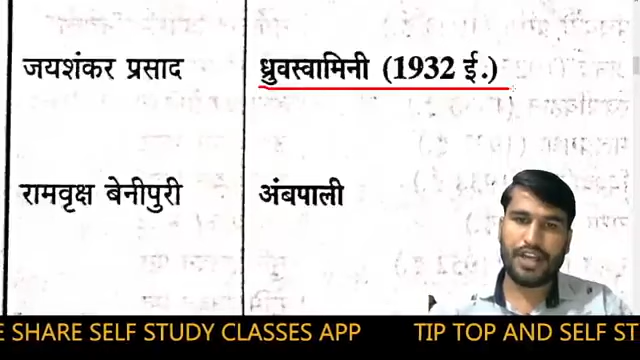 जयशंकर प्रसाद ध्रुवस्वामिनी (1932 ई.)
रामवृक्ष बेनीपुरी अंबपाली
E SHARE SELF STUDY CLASSES APP TIP TOP AND SELF ST